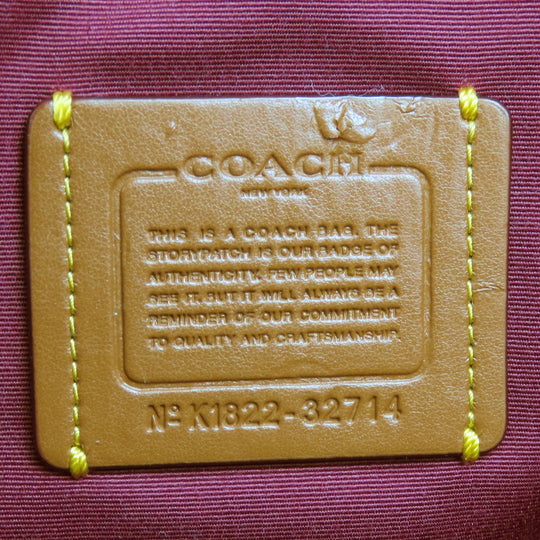 COACH
NEW YORK
THIS IS A COACH BAG. THE
STORYPATCH IS OUR BADGE OF
AUTHENTICITY. FEW PEOPLE MAY
SEE IT. BUT IT WILL ALWAYS BE A
REMINDER OF OUR COMMITMENT
TO QUALITY AND CRAFTSMANSHIP.
Nº K1822-32714